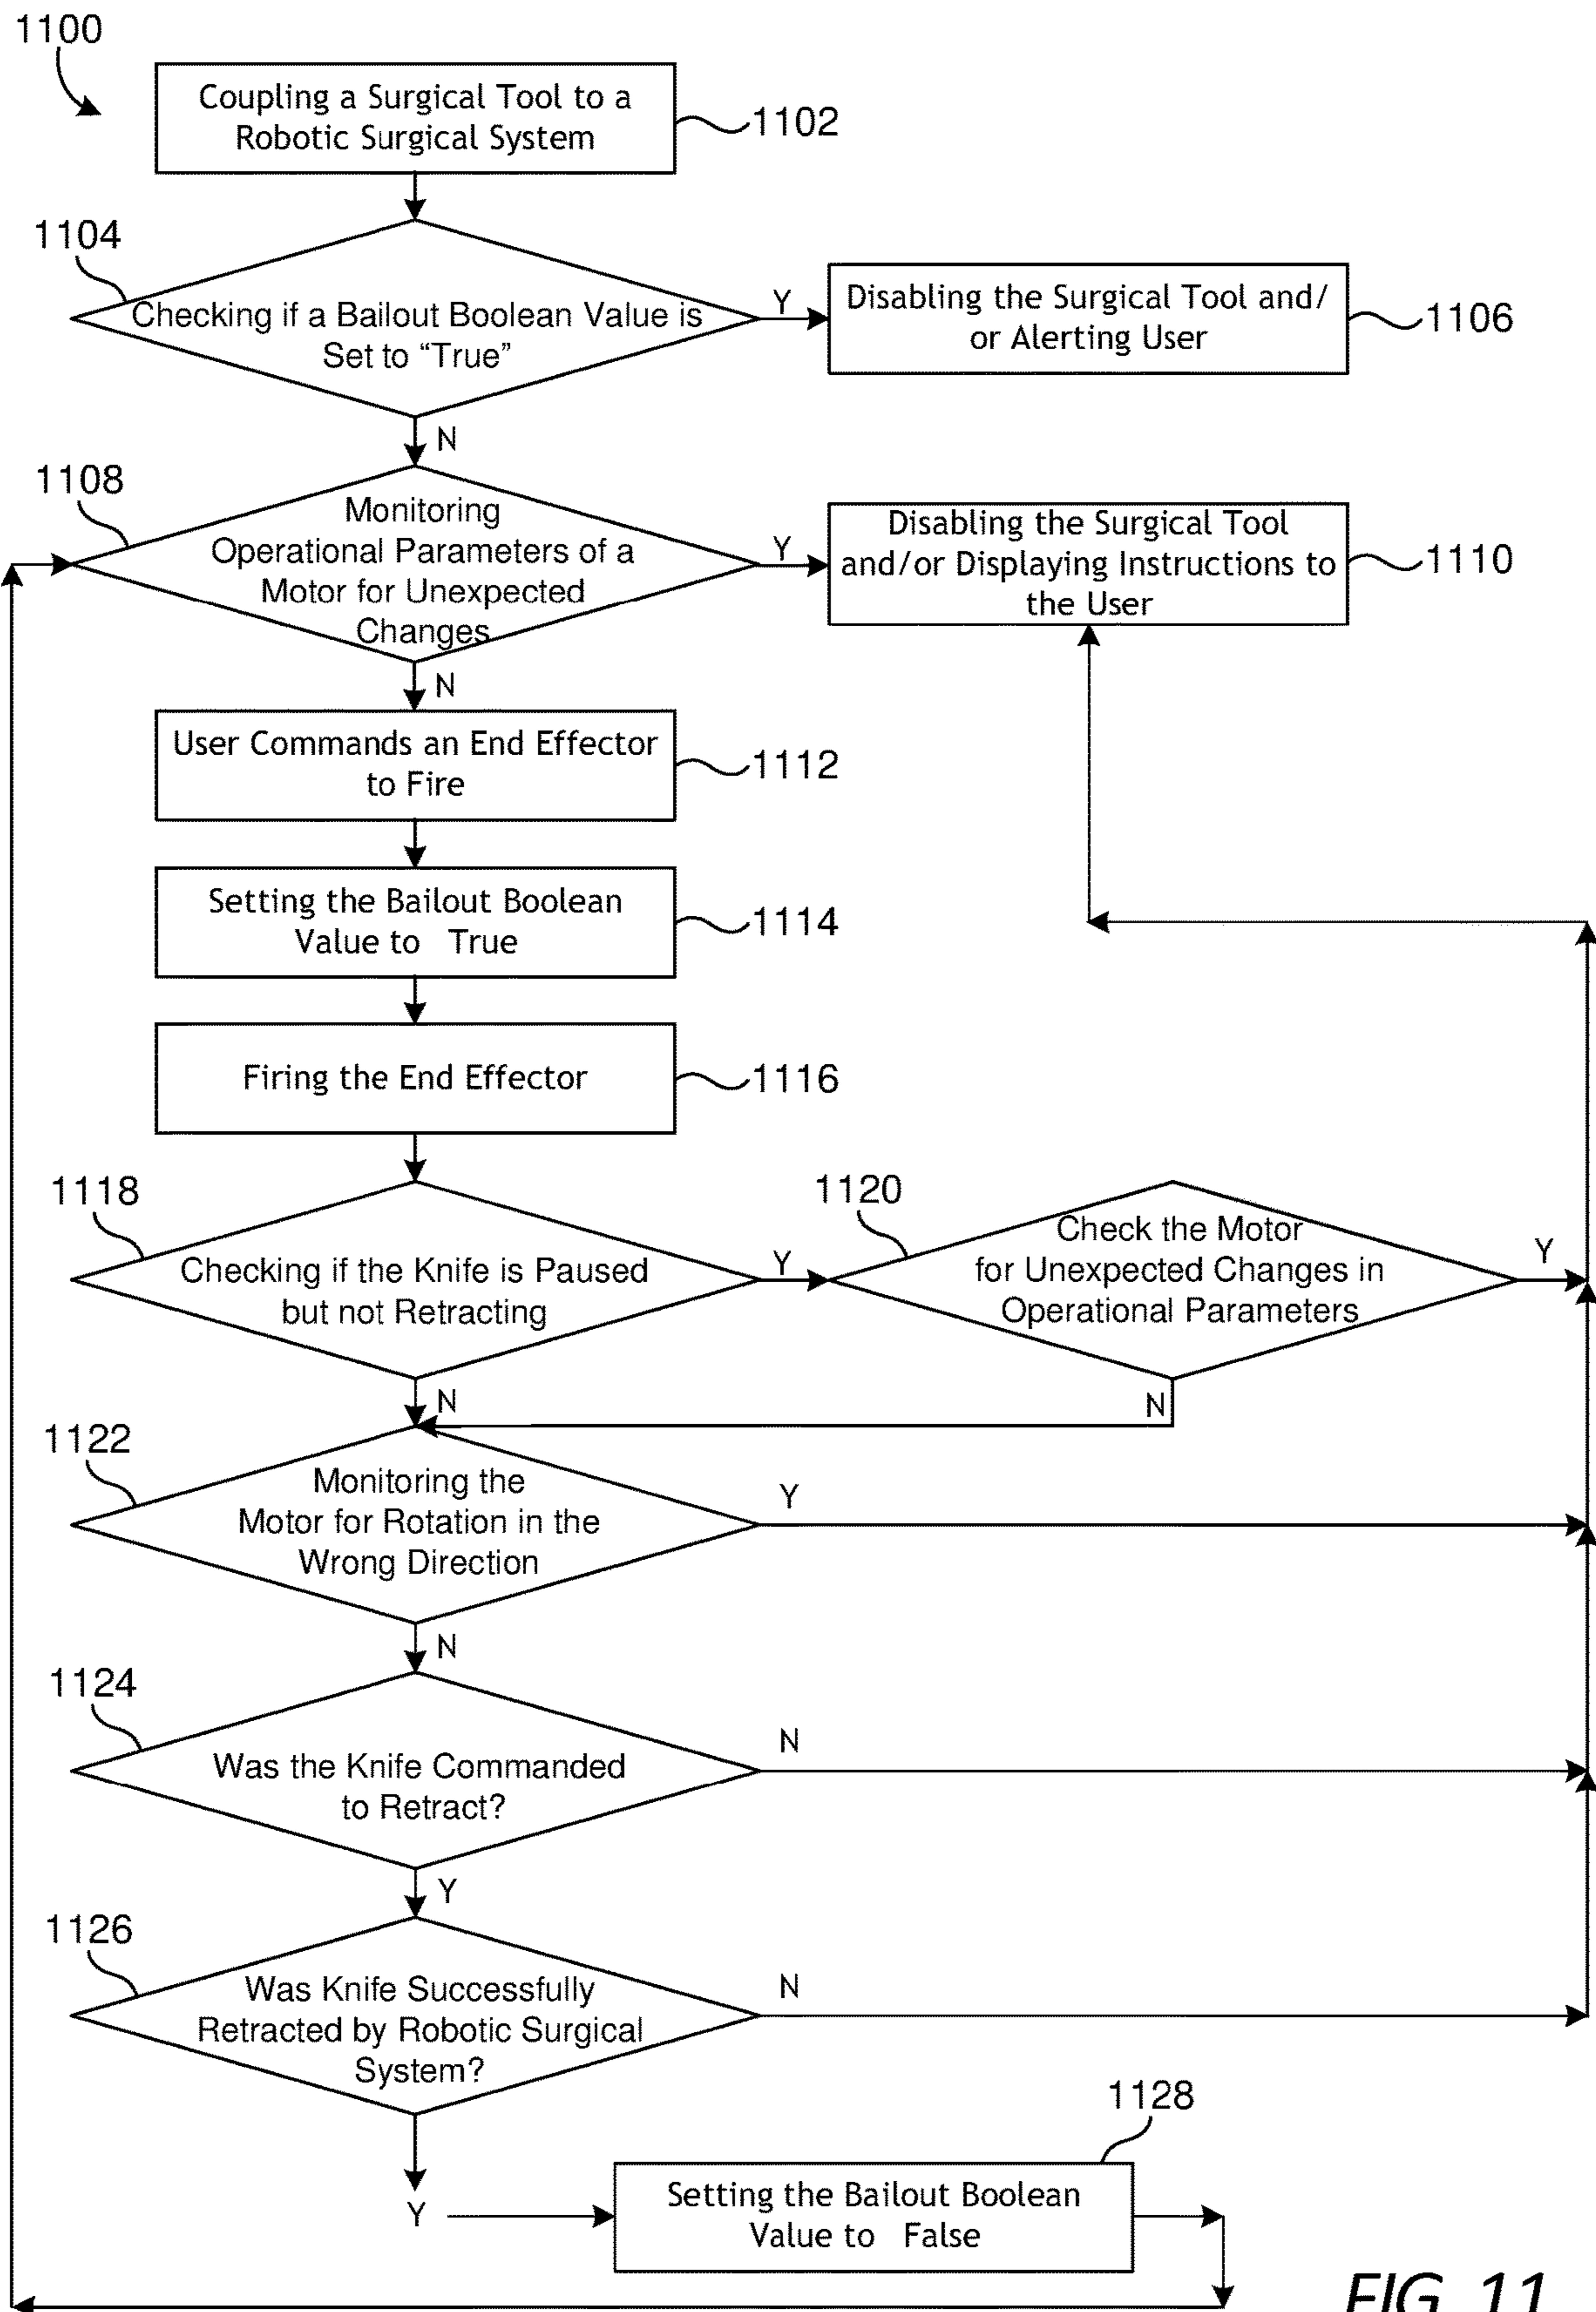 1100
Coupling a Surgical Tool to a
Robotic Surgical System
1102
1104
Checking if a Bailout Boolean Value is
Set to “True”
Y
Disabling the Surgical Tool and/
or Alerting User
1106
N
1108
Monitoring
Operational Parameters of a
Motor for Unexpected
Changes
Y
Disabling the Surgical Tool
and/or Displaying Instructions to
the User
1110
N
User Commands an End Effector
to Fire
1112
Setting the Bailout Boolean
Value to True
1114
Firing the End Effector
1116
1118
Checking if the Knife is Paused
but not Retracting
Y
1120
Check the Motor
for Unexpected Changes in
Operational Parameters
Y
N
N
1122
Monitoring the
Motor for Rotation in the
Wrong Direction
Y
N
1124
Was the Knife Commanded
to Retract?
N
Y
1126
Was Knife Successfully
Retracted by Robotic Surgical
System?
N
Y
1128
Setting the Bailout Boolean
Value to False
FIG. 11